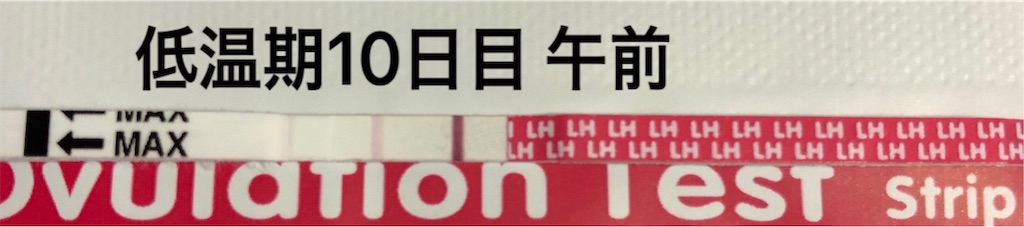 低温期10日目 午前
MAX
MAX
LH LH LH LH LH LH LH LH LH LH LH LH
LH LH LH LH LH LH LH LH LH LH LH LH LH
Ovulation Test Strip